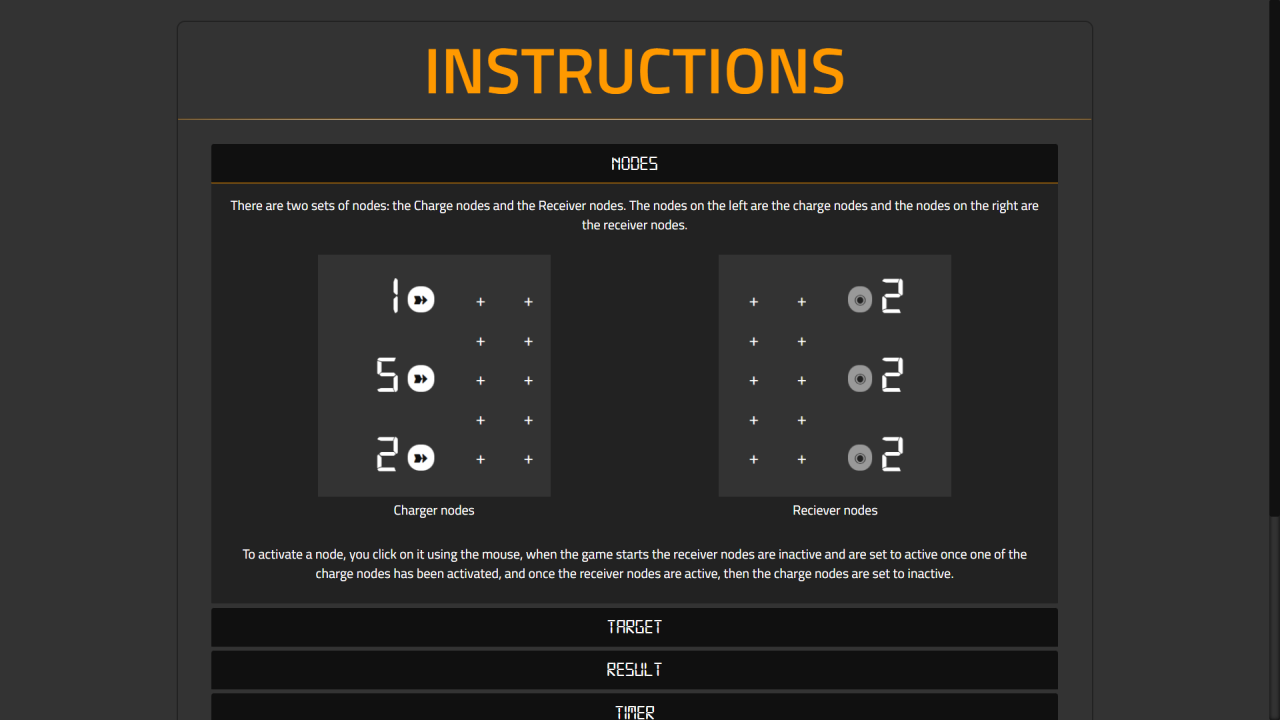 INSTRUCTIONS
NODES
There are two sets of nodes: the Charge nodes and the Receiver nodes. The nodes on the left are the charge nodes and the nodes on the right are
the receiver nodes.
1 + + + + 2
+ + + +
5 + + + + 2
+ + + +
2 + + + + 2
Charger nodes Reciever nodes
To activate a node, you click on it using the mouse, when the game starts the receiver nodes are inactive and are set to active once one of the
charge nodes has been activated, and once the receiver nodes are active, then the charge nodes are set to inactive.
TARGET
RESULT
TIMER